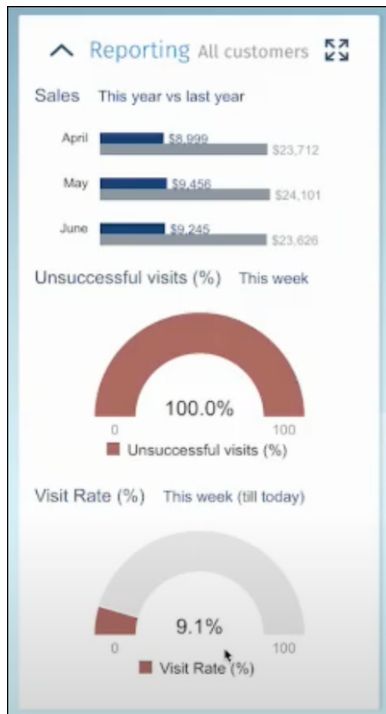 Reporting All customers
Sales This year vs last year
April $8,999
$23,712
May $9,456
$24,101
June $9,245
$23,626
Unsuccessful visits (%) This week
100.0%
0 100
Unsuccessful visits (%)
Visit Rate (%) This week (till today)
9.1%
0 100
Visit Rate (%)